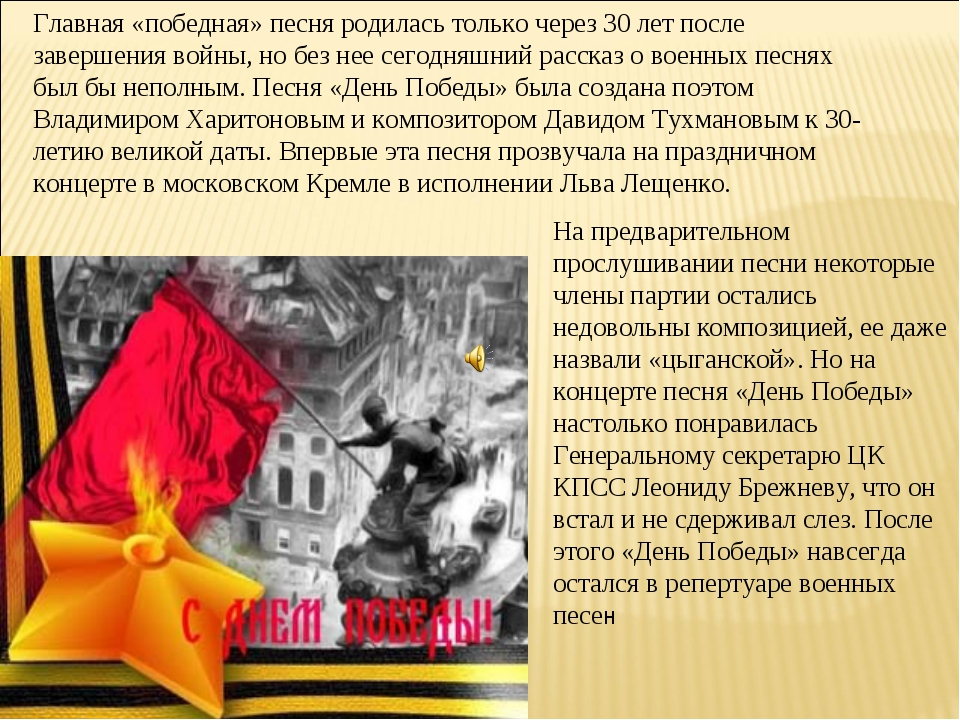 Главная «победная» песня родилась только через 30 лет после
завершения войны, но без нее сегодняшний рассказ о военных песнях
был бы неполным. Песня «День Победы» была создана поэтом
Владимиром Харитоновым и композитором Давидом Тухмановым к 30-
летию великой даты. Впервые эта песня прозвучала на праздничном
концерте в московском Кремле в исполнении Льва Лещенко.
На предварительном
прослушивании песни некоторые
члены партии остались
недовольны композицией, ее даже
назвали «цыганской». Но на
концерте песня «День Победы»
настолько понравилась
Генеральному секретарю ЦК
КПСС Леониду Брежневу, что он
встал и не сдерживал слез. После
этого «День Победы» навсегда
остался в репертуаре военных
песен
С ДНЕМ ПОБЕДЫ!